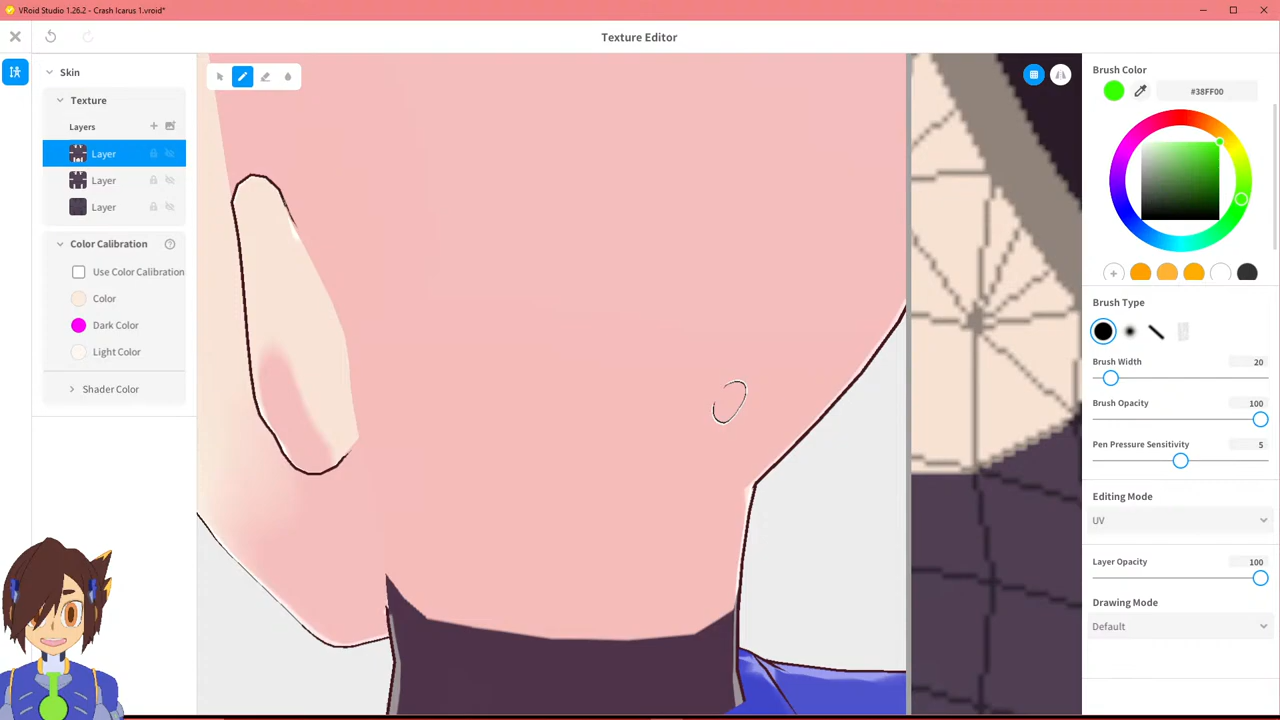 VRoid Studio 1.26.2 - Crash Icarus 1.vroid*
Texture Editor
Skin
Texture
Layers
Layer
Layer
Layer
Color Calibration
Use Color Calibration
Color
Dark Color
Light Color
Shader Color
Brush Color
#38FF00
Brush Type
Brush Width 20
Brush Opacity 100
Pen Pressure Sensitivity 5
Editing Mode
UV
Layer Opacity 100
Drawing Mode
Default